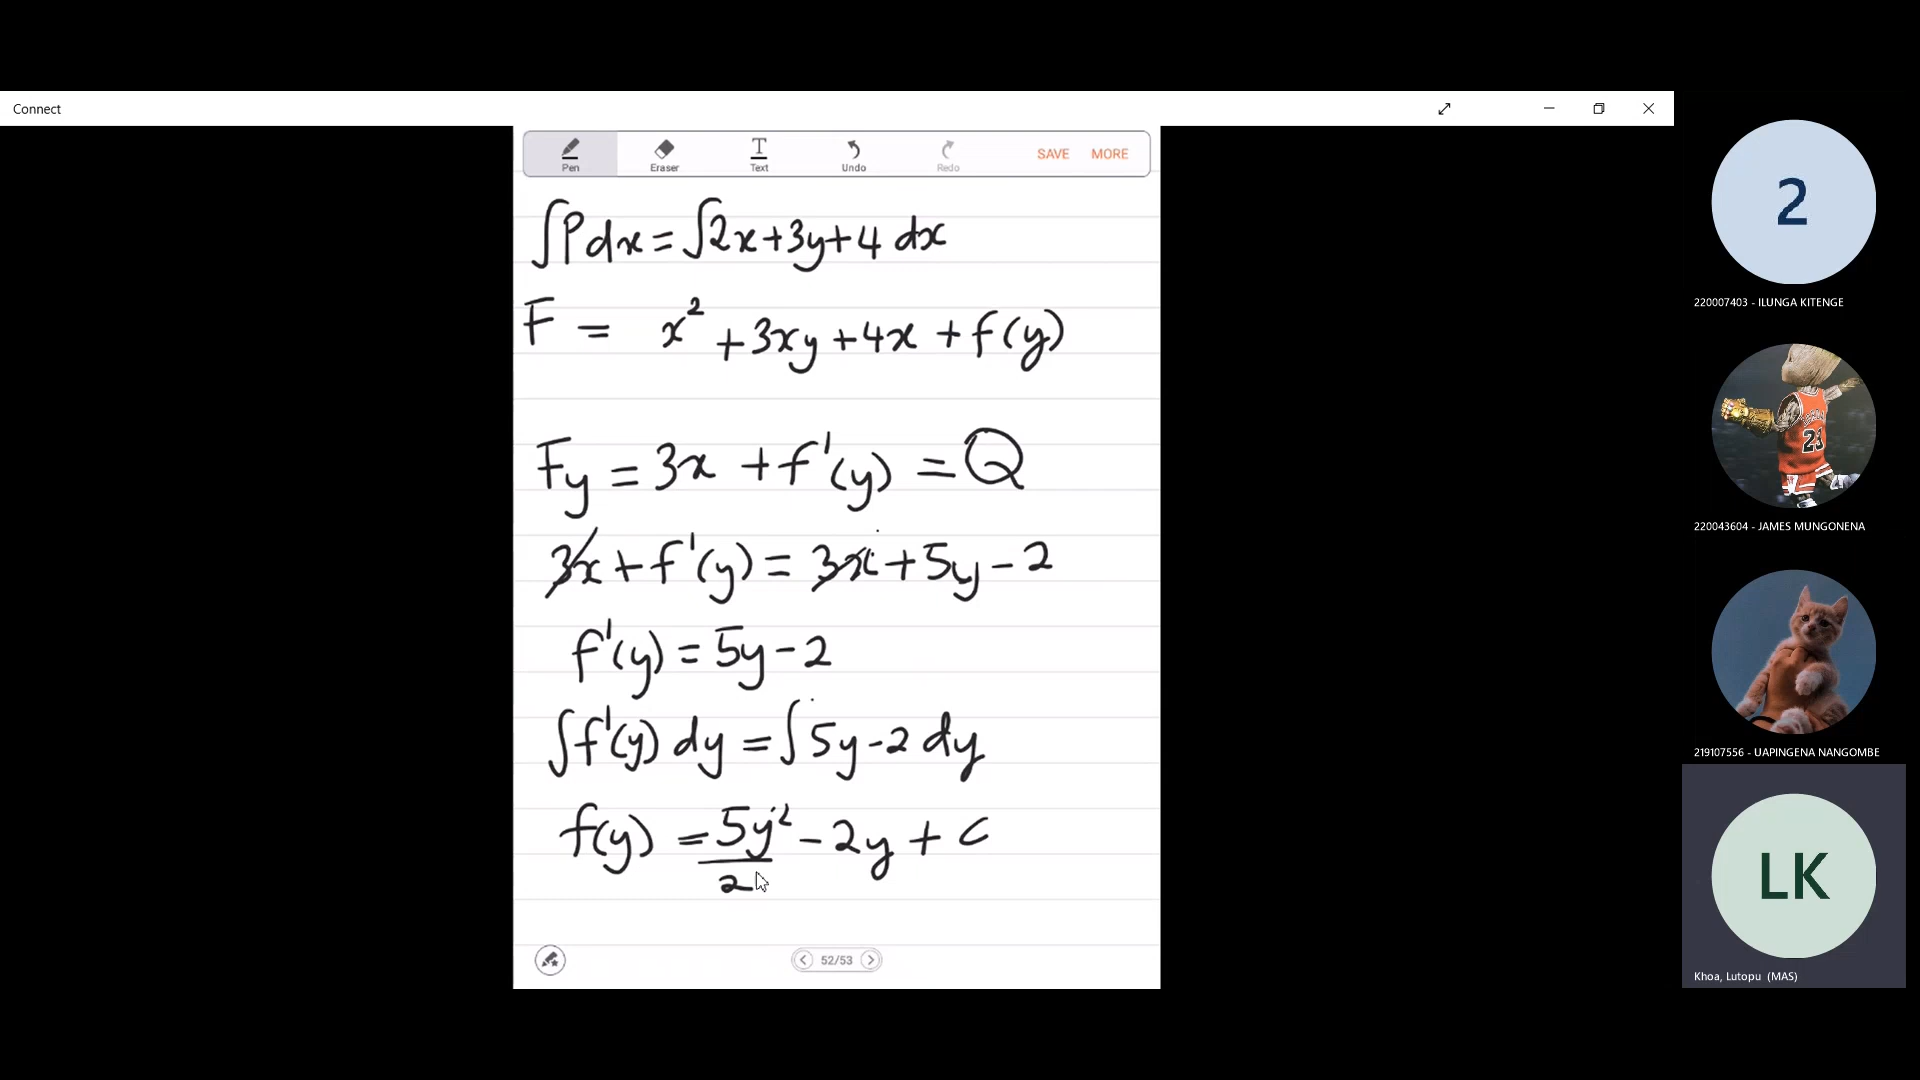 Connect
Pen Eraser Text Undo Redo SAVE MORE
∫Pdx = ∫2x+3y+4 dx
F = x² +3xy +4x + f(y)
Fy = 3x + f'(y) = Q
3x + f'(y) = 3x + 5y - 2
f'(y) = 5y - 2
∫f'(y) dy = ∫5y - 2 dy
f(y) = 5y²/2 - 2y + c
52/53
2
220007403 - ILUNGA KITENGE
23
220043604 - JAMES MUNGONENA
219107556 - UAPINGENA NANGOMBE
LK
Khoa, Lutopu (MAS)